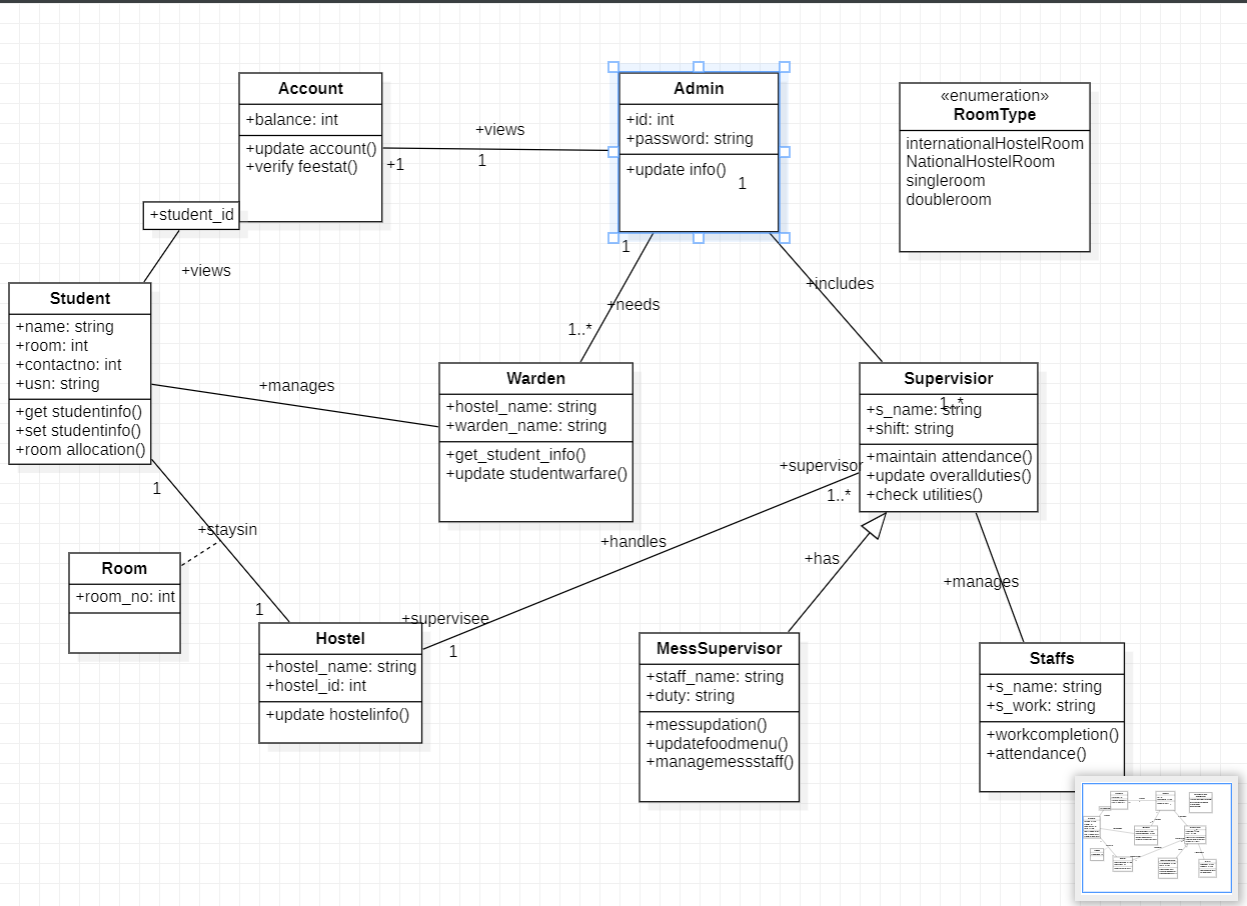 Account
+balance: int
+update account()
+verify feestat()
+student_id
+views
+1
1
Admin
+id: int
+password: string
+update info()
1
«enumeration»
RoomType
internationalHostelRoom
NationalHostelRoom
singleroom
doubleroom
+views
Student
+name: string
+room: int
+contactno: int
+usn: string
+get studentinfo()
+set studentinfo()
+room allocation()
1
+needs
1..*
+includes
+manages
Warden
+hostel_name: string
+warden_name: string
+get_student_info()
+update studentwarfare()
Supervisior
1..*
+s_name: string
+shift: string
+maintain attendance()
+update overallduties()
+check utilities()
+supervisor
1..*
+handles
+supervisee
1
1
+staysin
1
Room
+room_no: int
Hostel
+hostel_name: string
+hostel_id: int
+update hostelinfo()
+has
+manages
MessSupervisor
+staff_name: string
+duty: string
+messupdation()
+updatefoodmenu()
+managemessstaff()
Staffs
+s_name: string
+s_work: string
+workcompletion()
+attendance()